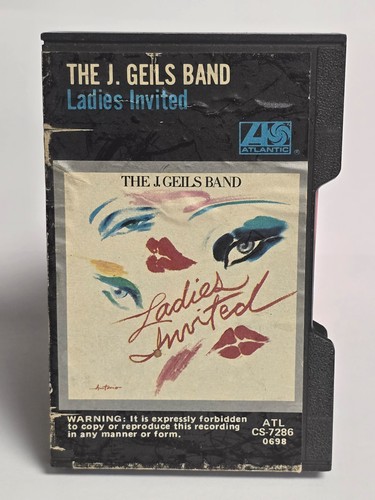 THE J. GEILS BAND
Ladies Invited
ATLANTIC
THE J. GEILS BAND
Ladies
Invited
Antonio
WARNING: It is expressly forbidden
to copy or reproduce this recording
in any manner or form.
ATL
CS-7286
0698